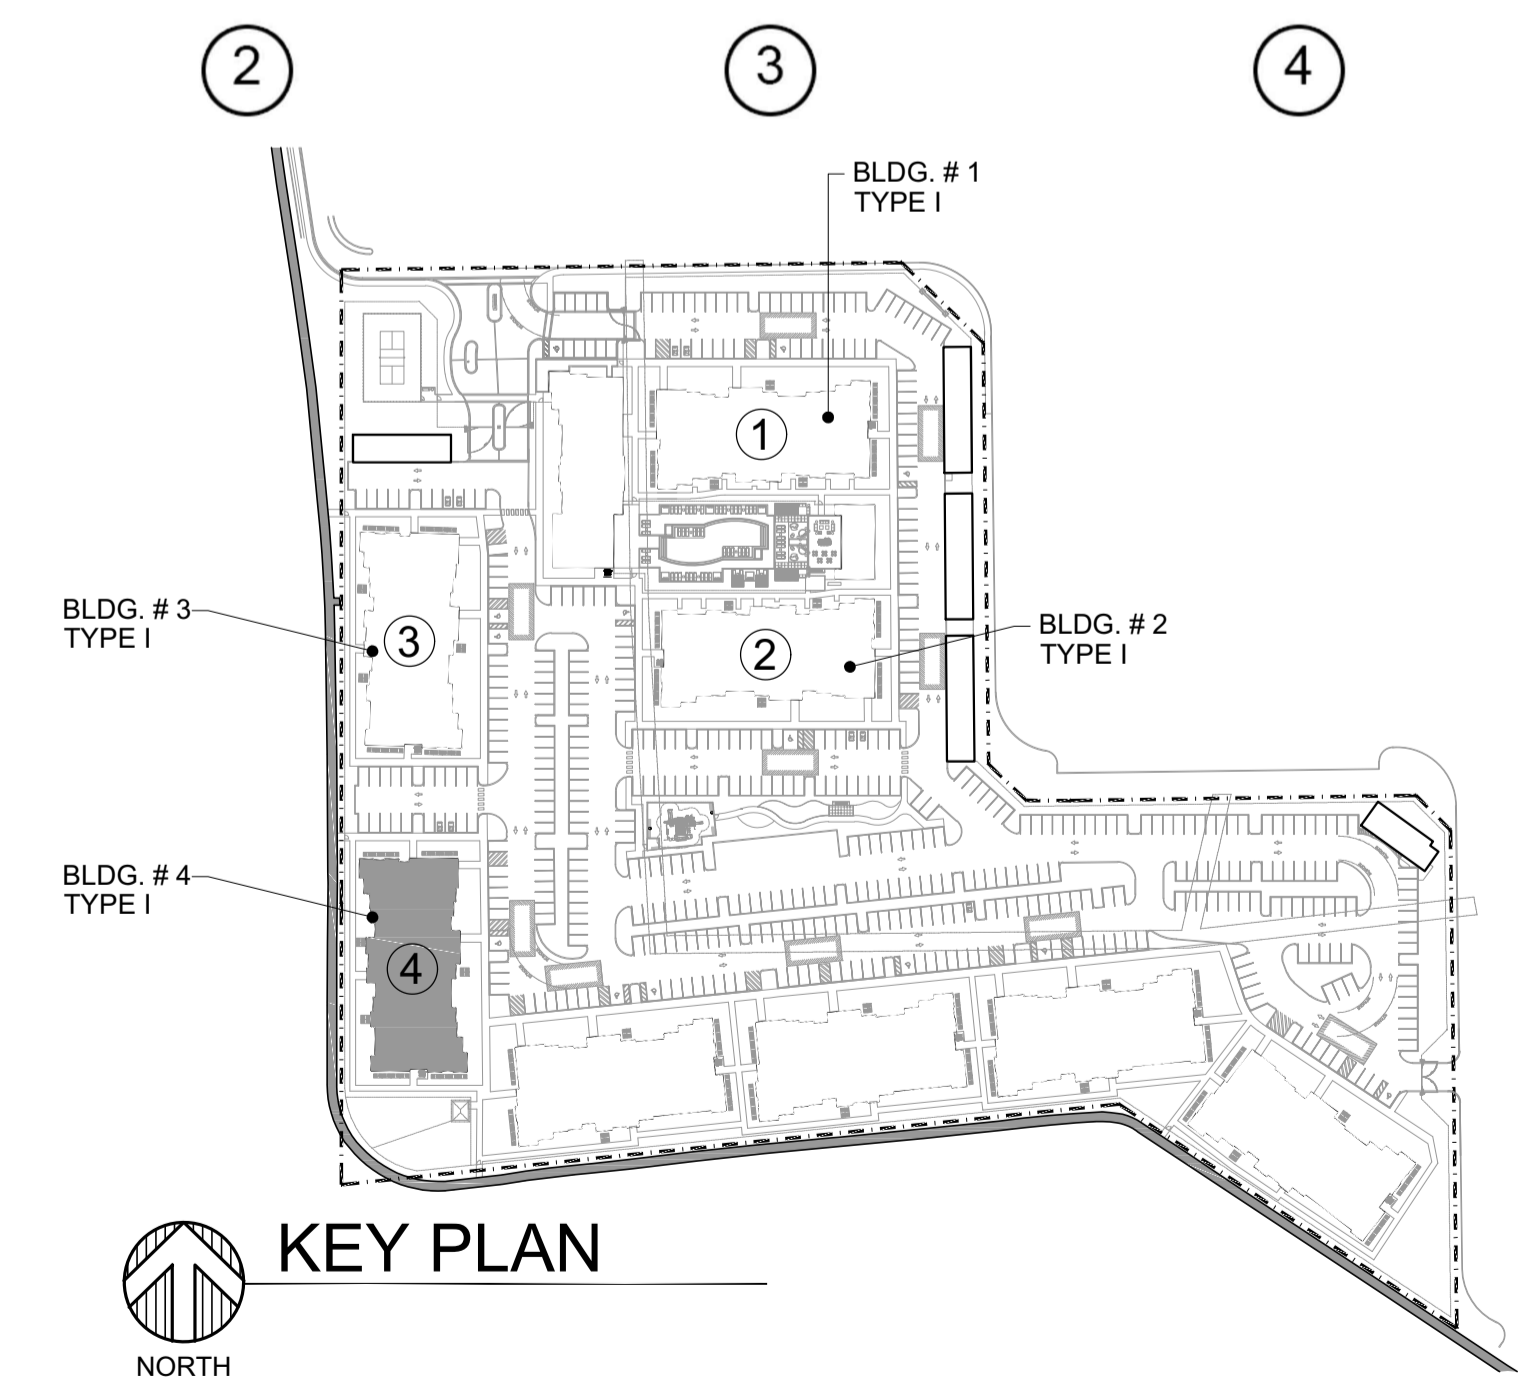 2
3
4
BLDG. # 1
TYPE I
1
BLDG. # 3
TYPE I
3
2
BLDG. # 2
TYPE I
BLDG. # 4
TYPE I
4
KEY PLAN
NORTH